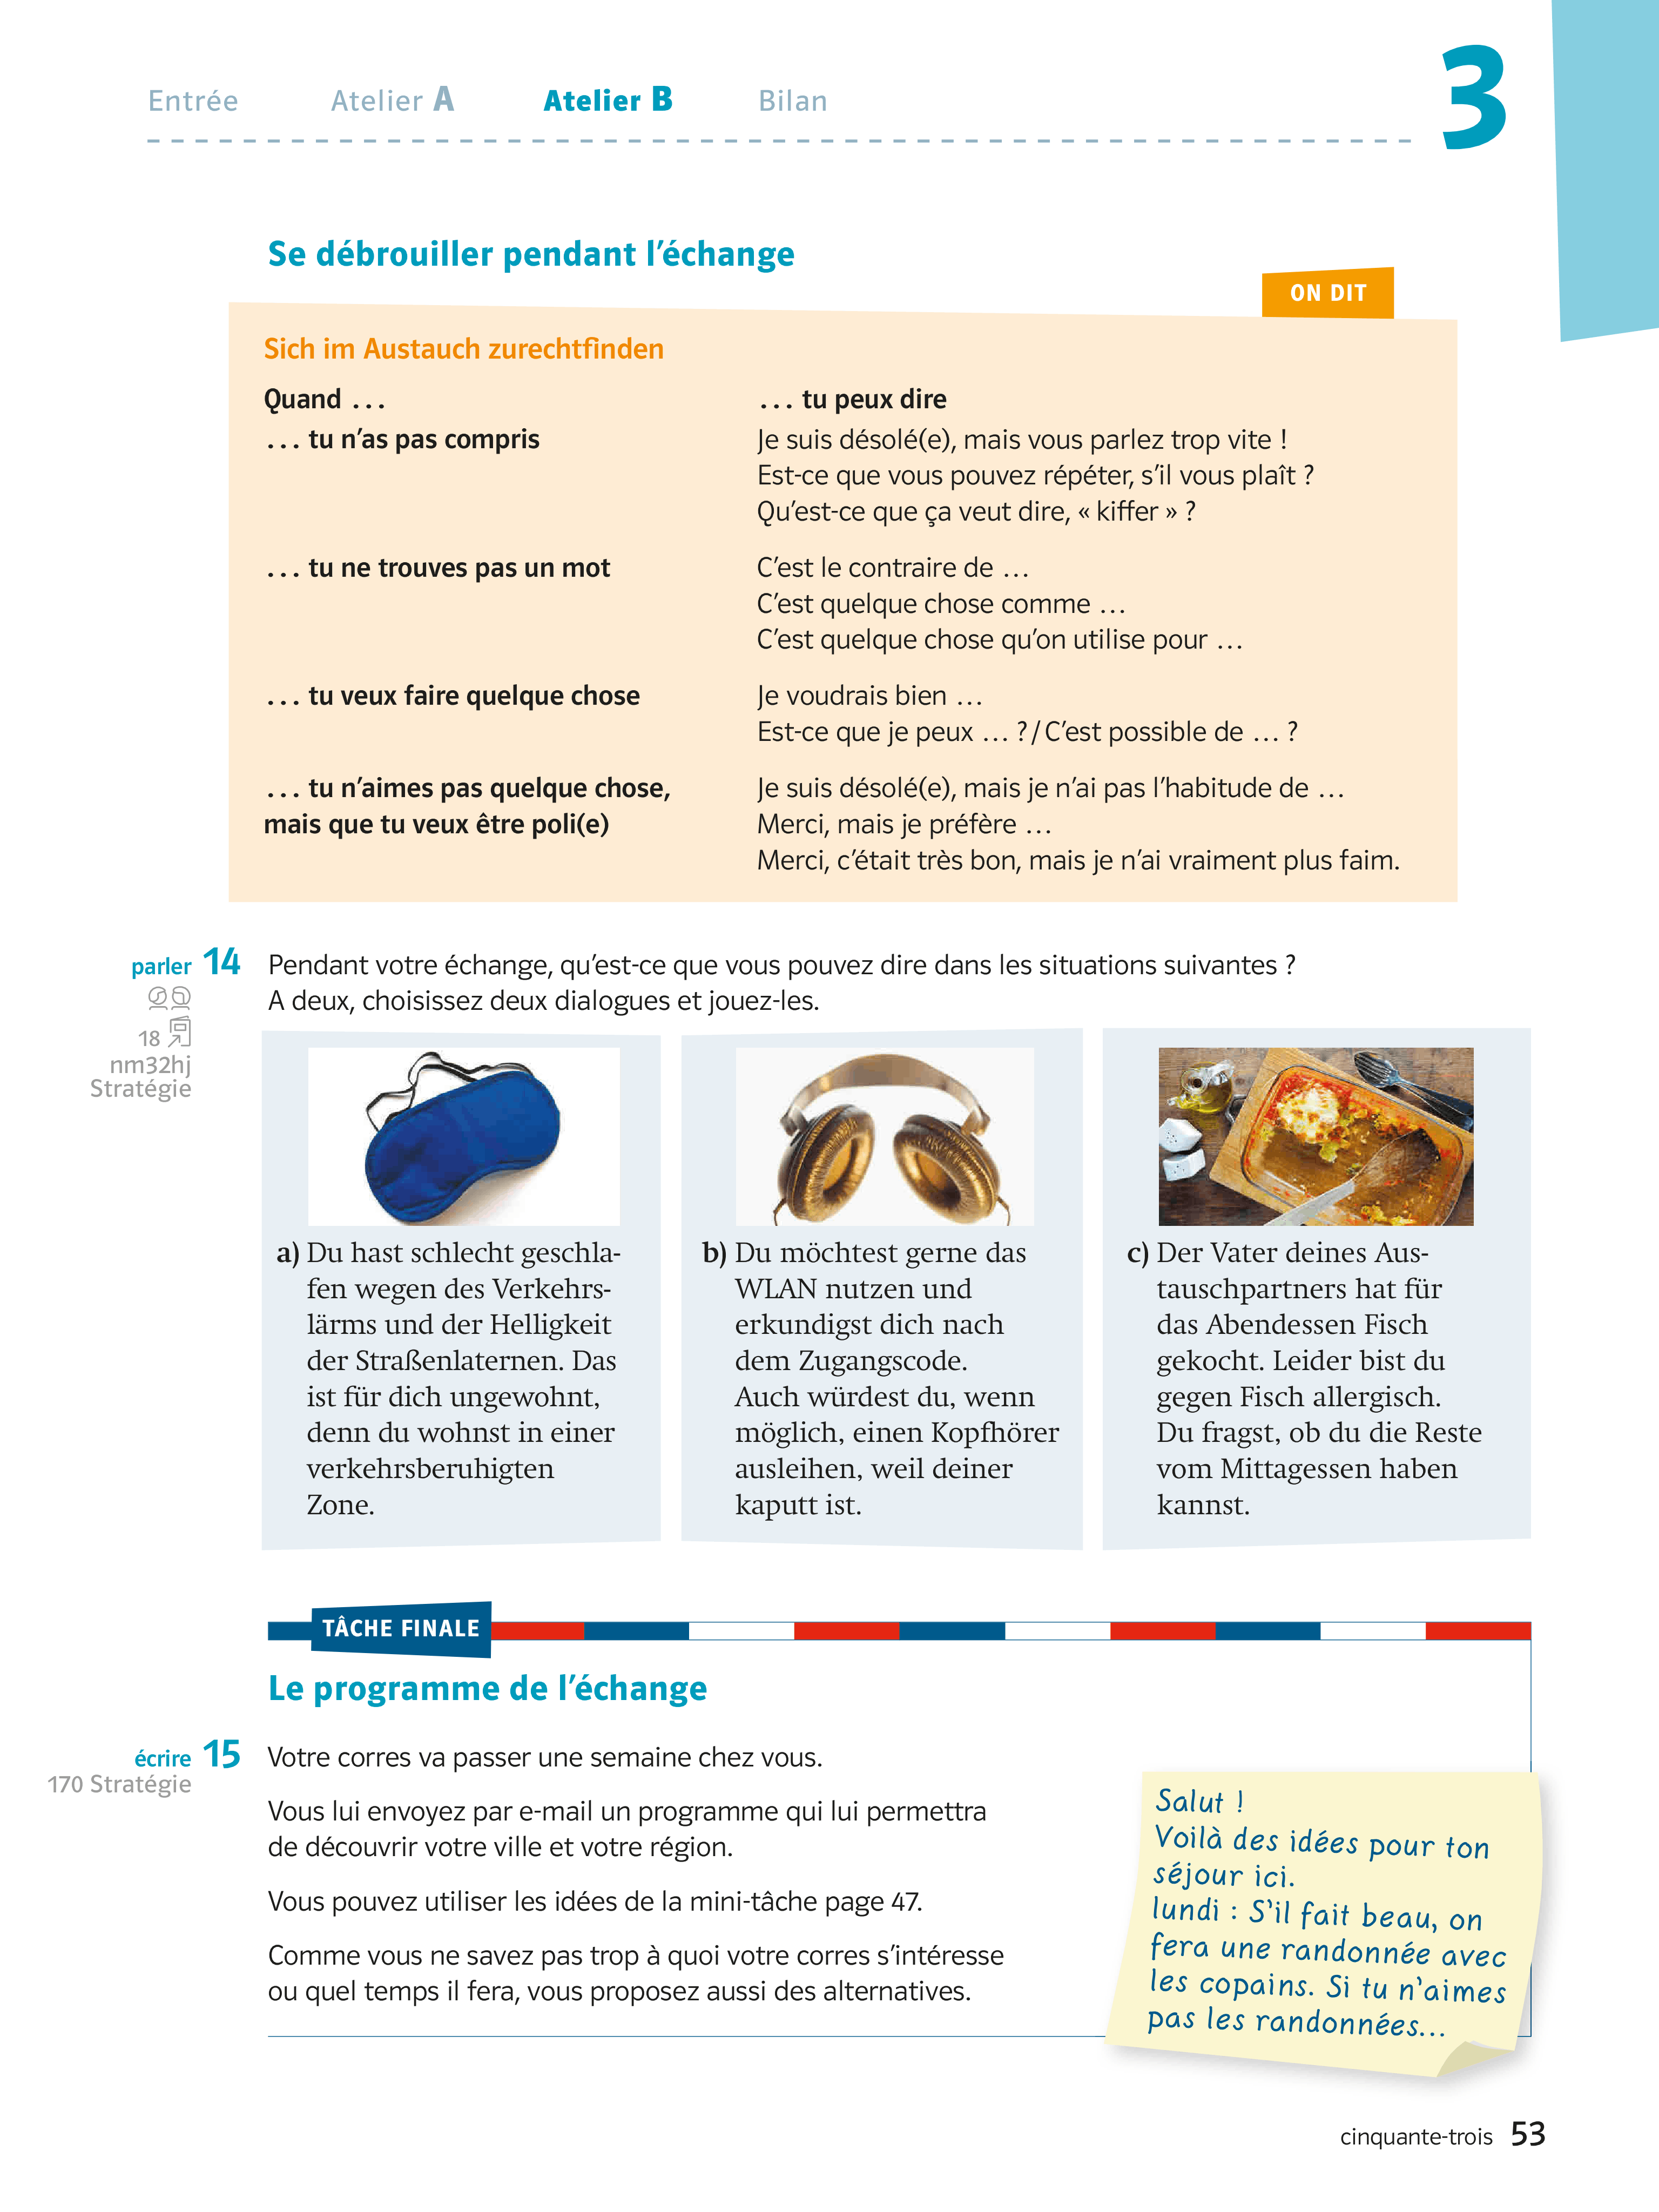 Entrée Atelier A Atelier B Bilan
3
Se débrouiller pendant l'échange
ON DIT
Sich im Austauch zurechtfinden
Quand ... ... tu peux dire
... tu n'as pas compris Je suis désolé(e), mais vous parlez trop vite !
Est-ce que vous pouvez répéter, s'il vous plaît ?
Qu'est-ce que ça veut dire, « kiffer » ?
... tu ne trouves pas un mot C'est le contraire de ...
C'est quelque chose comme ...
C'est quelque chose qu'on utilise pour ...
... tu veux faire quelque chose Je voudrais bien ...
Est-ce que je peux ... ? / C'est possible de ... ?
... tu n'aimes pas quelque chose, Je suis désolé(e), mais je n'ai pas l'habitude de ...
mais que tu veux être poli(e) Merci, mais je préfère ...
Merci, c'était très bon, mais je n'ai vraiment plus faim.
parler 14 Pendant votre échange, qu'est-ce que vous pouvez dire dans les situations suivantes ?
A deux, choisissez deux dialogues et jouez-les.
18
nm32hj
Stratégie
a) Du hast schlecht geschla-
fen wegen des Verkehrs-
lärms und der Helligkeit
der Straßenlaternen. Das
ist für dich ungewohnt,
denn du wohnst in einer
verkehrsberuhigten
Zone.
b) Du möchtest gerne das
WLAN nutzen und
erkundigst dich nach
dem Zugangscode.
Auch würdest du, wenn
möglich, einen Kopfhörer
ausleihen, weil deiner
kaputt ist.
c) Der Vater deines Aus-
tauschpartners hat für
das Abendessen Fisch
gekocht. Leider bist du
gegen Fisch allergisch.
Du fragst, ob du die Reste
vom Mittagessen haben
kannst.
TÂCHE FINALE
Le programme de l'échange
écrire 15 Votre corres va passer une semaine chez vous.
170 Stratégie
Vous lui envoyez par e-mail un programme qui lui permettra
de découvrir votre ville et votre région.
Vous pouvez utiliser les idées de la mini-tâche page 47.
Comme vous ne savez pas trop à quoi votre corres s'intéresse
ou quel temps il fera, vous proposez aussi des alternatives.
Salut !
Voilà des idées pour ton
séjour ici.
lundi : S'il fait beau, on
fera une randonnée avec
les copains. Si tu n'aimes
pas les randonnées...
cinquante-trois 53